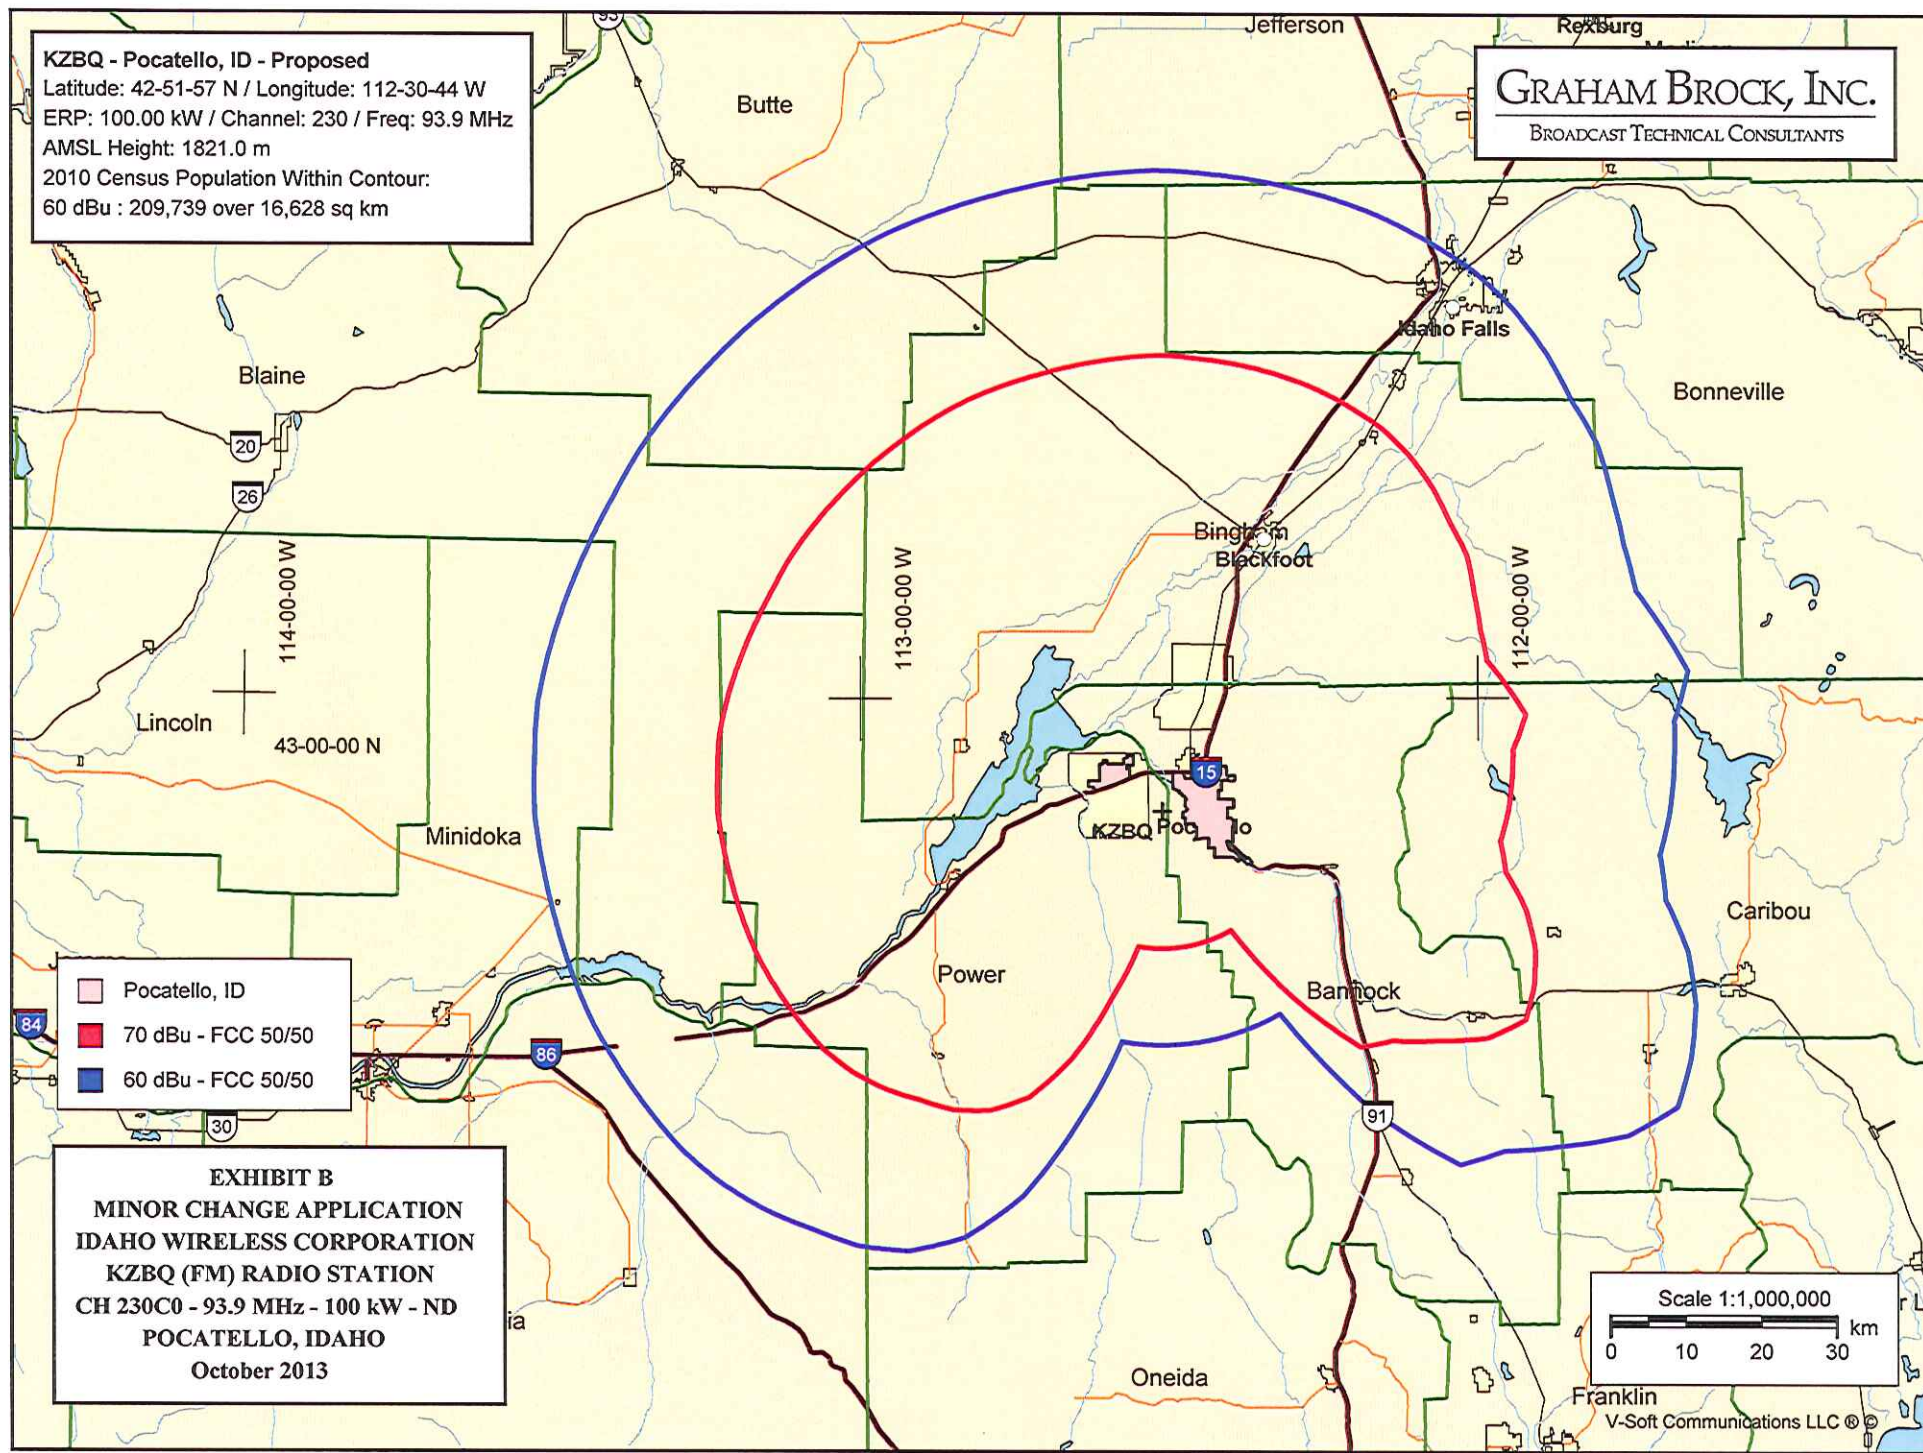 KZBQ - Pocatello, ID - Proposed
Latitude: 42-51-57 N / Longitude: 112-30-44 W
ERP: 100.00 kW / Channel: 230 / Freq: 93.9 MHz
AMSL Height: 1821.0 m
2010 Census Population Within Contour:
60 dBu : 209,739 over 16,628 sq km
93
Jefferson
Rexburg
GRAHAM BROCK, INC.
BROADCAST TECHNICAL CONSULTANTS
Butte
Idaho Falls
Blaine
Bonneville
20
26
Bingham
Blackfoot
114-00-00 W
113-00-00 W
112-00-00 W
Lincoln
43-00-00 N
15
Minidoka
KZBQ
Caribou
Power
Bannock
Pocatello, ID
70 dBu - FCC 50/50
60 dBu - FCC 50/50
84
86
30
91
EXHIBIT B
MINOR CHANGE APPLICATION
IDAHO WIRELESS CORPORATION
KZBQ (FM) RADIO STATION
CH 230C0 - 93.9 MHz - 100 kW - ND
POCATELLO, IDAHO
October 2013
ia
Oneida
Franklin
Scale 1:1,000,000
km
0 10 20 30
V-Soft Communications LLC ® ©